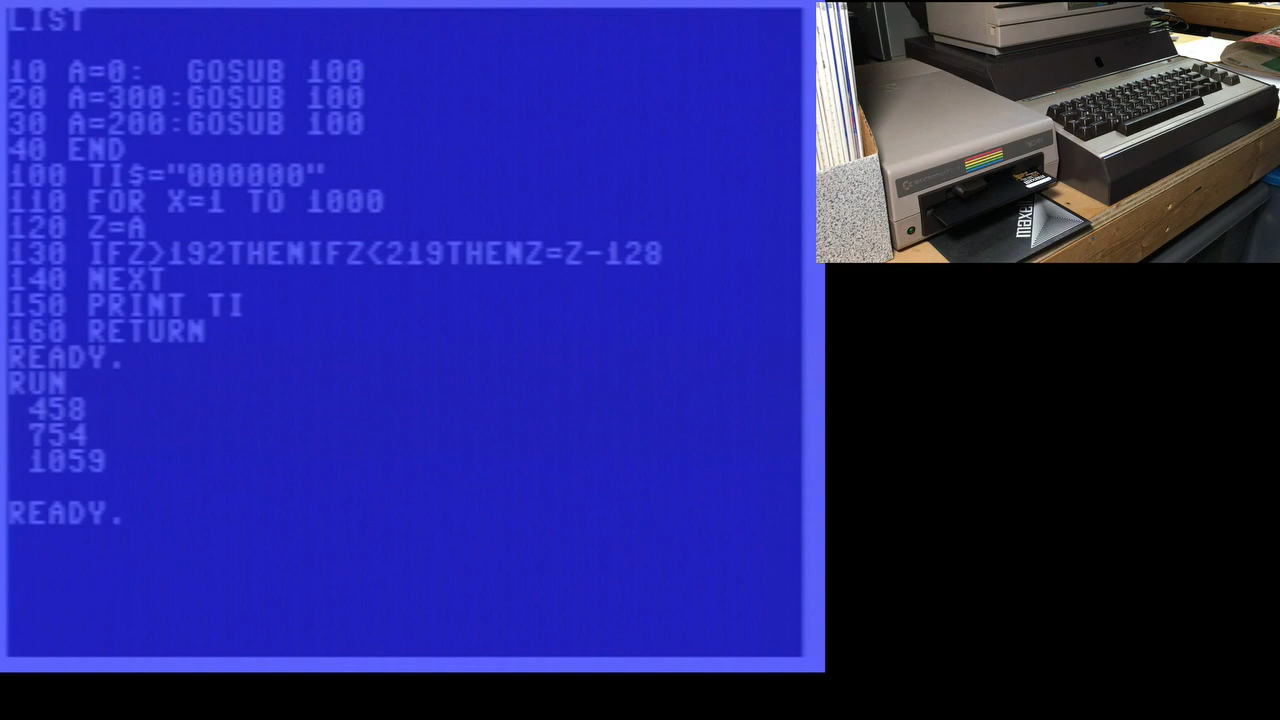 LIST
10 A=0:  GOSUB 100
20 A=300:GOSUB 100
30 A=200:GOSUB 100
40 END
100 TI$="000000"
110 FOR X=1 TO 1000
120 Z=A
130 IFZ>192THENIFZ<219THENZ=Z-128
140 NEXT
150 PRINT TI
160 RETURN
READY.
RUN
458
754
1059
READY.
maxell